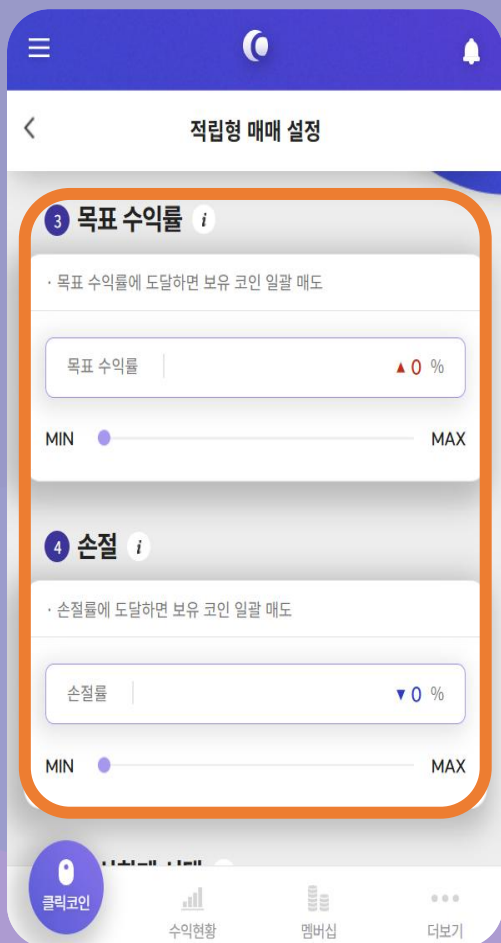 적립형 매매 설정
3 목표 수익률 i
· 목표 수익률에 도달하면 보유 코인 일괄 매도
목표 수익률 ▲ 0 %
MIN MAX
4 손절 i
· 손절률에 도달하면 보유 코인 일괄 매도
손절률 ▼ 0 %
MIN MAX
클릭코인
수익현황
멤버십
더보기